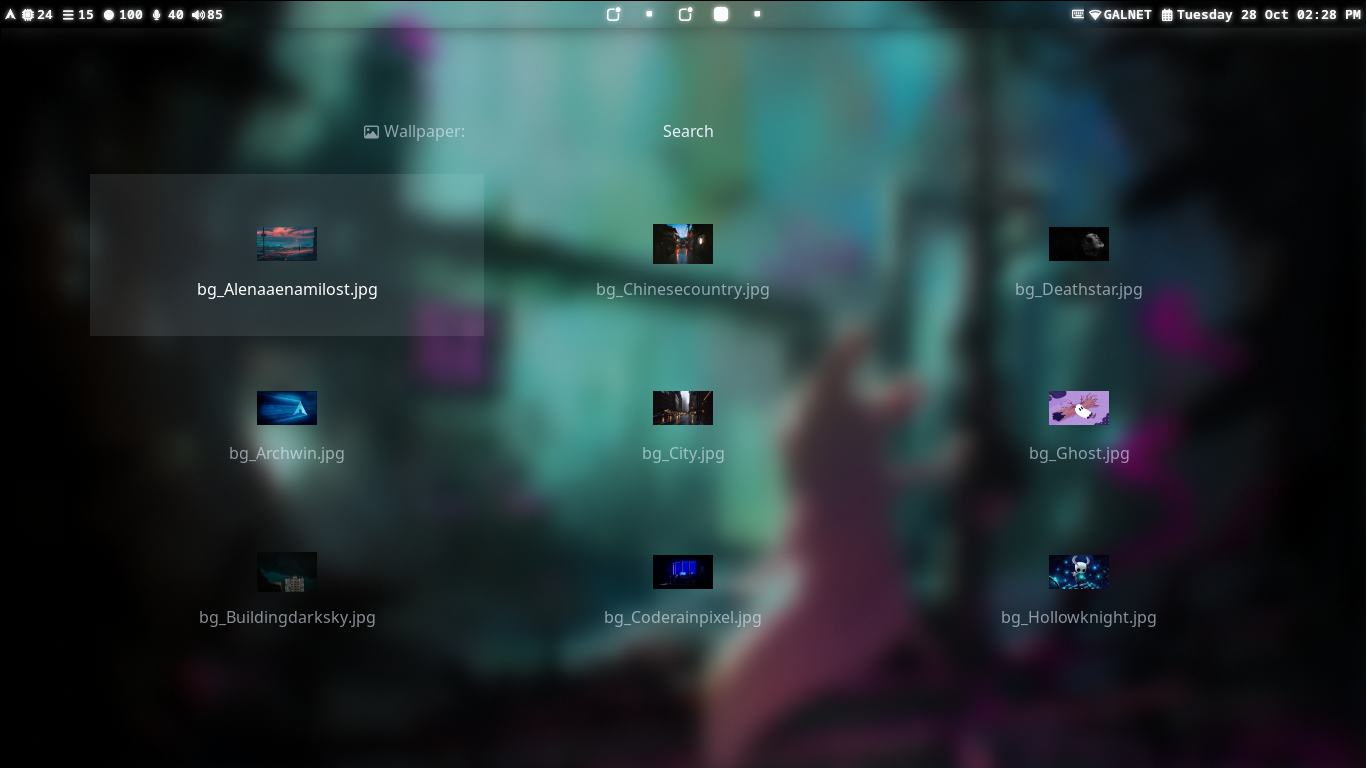 24 15 100 40 85 GALNET Tuesday 28 Oct 02:28 PM
Wallpaper: Search
bg_Alenaaenamilost.jpg bg_Chinesecountry.jpg bg_Deathstar.jpg
bg_Archwin.jpg bg_City.jpg bg_Ghost.jpg
bg_Buildingdarksky.jpg bg_Coderainpixel.jpg bg_Hollowknight.jpg